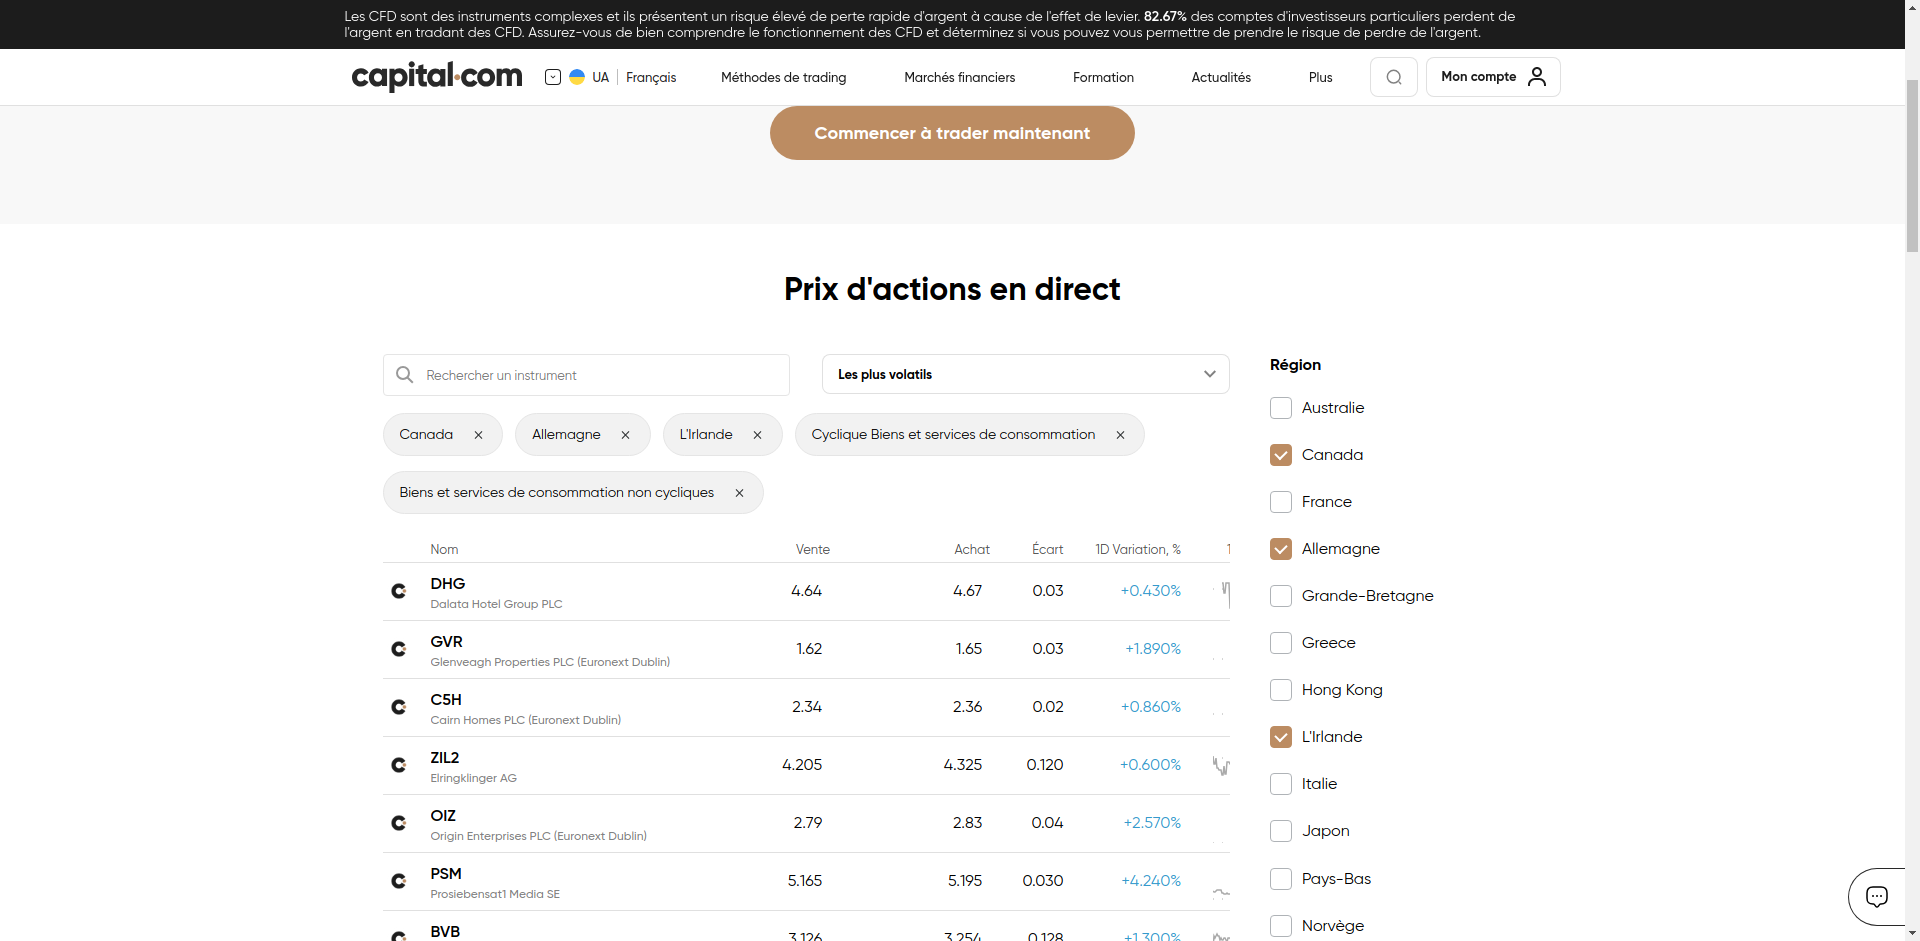 Les CFD sont des instruments complexes et ils présentent un risque élevé de perte rapide d'argent à cause de l'effet de levier. 82.67% des comptes d'investisseurs particuliers perdent de
l'argent en tradant des CFD. Assurez-vous de bien comprendre le fonctionnement des CFD et déterminez si vous pouvez vous permettre de prendre le risque de perdre de l'argent.
capital.com UA Français Méthodes de trading Marchés financiers Formation Actualités Plus Mon compte
Commencer à trader maintenant
Prix d'actions en direct
Rechercher un instrument
Les plus volatils
Canada
Allemagne
L'Irlande
Cyclique Biens et services de consommation
Biens et services de consommation non cycliques
Nom Vente Achat Écart 1D Variation, %
DHG 4.64 4.67 0.03 +0.430%
Dalata Hotel Group PLC
GVR 1.62 1.65 0.03 +1.890%
Glenveagh Properties PLC (Euronext Dublin)
C5H 2.34 2.36 0.02 +0.860%
Cairn Homes PLC (Euronext Dublin)
ZIL2 4.205 4.325 0.120 +0.600%
Elringklinger AG
OIZ 2.79 2.83 0.04 +2.570%
Origin Enterprises PLC (Euronext Dublin)
PSM 5.165 5.195 0.030 +4.240%
Prosiebensat1 Media SE
BVB 3.126 3.254 0.128 +1.300%
Région
Australie
Canada
France
Allemagne
Grande-Bretagne
Greece
Hong Kong
L'Irlande
Italie
Japon
Pays-Bas
Norvège